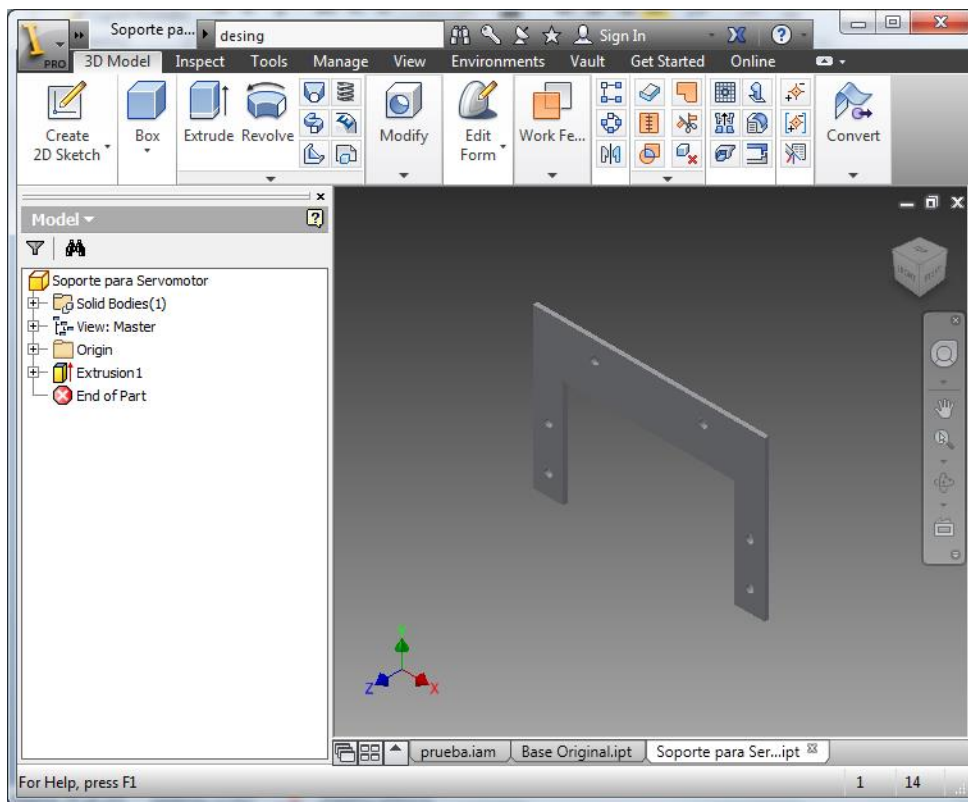 Soporte pa... desing Sign In
PRO 3D Model Inspect Tools Manage View Environments Vault Get Started Online
Create 2D Sketch
Box
Extrude
Revolve
Modify
Edit Form
Work Fe...
Convert
Model
Soporte para Servomotor
Solid Bodies(1)
View: Master
Origin
Extrusion1
End of Part
Y
Z X
prueba.iam Base Original.ipt Soporte para Ser...ipt
For Help, press F1 1 14